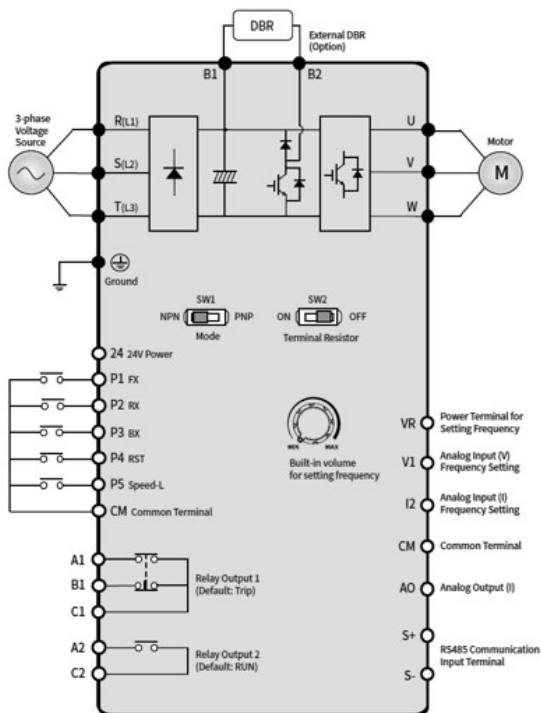 DBR
External DBR
(Option)
B1
B2
3-phase
Voltage
Source
R(L1)
S(L2)
T(L3)
U
V
W
Motor
M
Ground
SW1
NPN
PNP
Mode
SW2
ON
OFF
Terminal Resistor
24 24V Power
P1 FX
P2 RX
P3 BX
P4 RST
P5 Speed-L
CM Common Terminal
MIN
MAX
Built-in volume
for setting frequency
VR
Power Terminal for
Setting Frequency
V1
Analog Input (V)
Frequency Setting
I2
Analog Input (I)
Frequency Setting
CM
Common Terminal
AO
Analog Output (I)
S+
S-
RS485 Communication
Input Terminal
A1
B1
C1
Relay Output 1
(Default: Trip)
A2
C2
Relay Output 2
(Default: RUN)